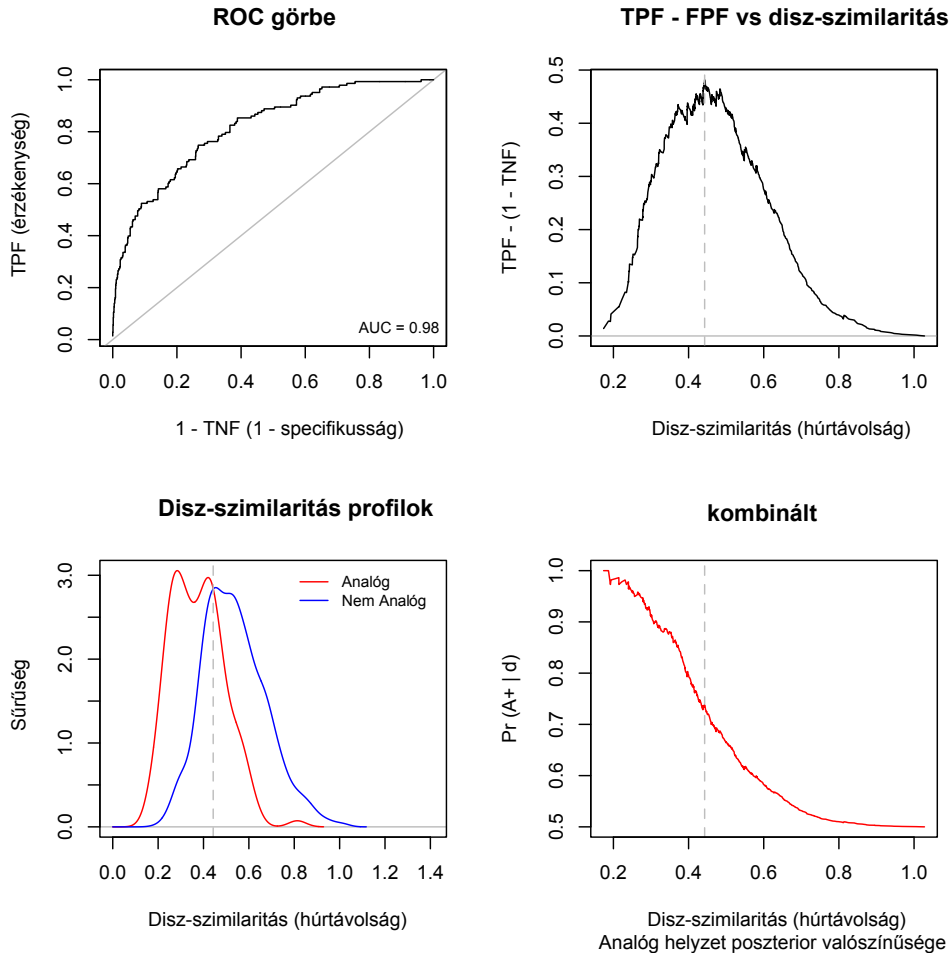 ROC görbe
TPF (érzékenység)
1.0
0.8
0.6
0.4
0.2
0.0
AUC = 0.98
0.0 0.2 0.4 0.6 0.8 1.0
1 - TNF (1 - specifikusság)
TPF - FPF vs disz-szimilaritás
TPF - (1 - TNF)
0.5
0.4
0.3
0.2
0.1
0.0
0.2 0.4 0.6 0.8 1.0
Disz-szimilaritás (húrtávolság)
Disz-szimilaritás profilok
Sűrűség
3.0
2.0
1.0
0.0
Analóg
Nem Analóg
0.0 0.2 0.4 0.6 0.8 1.0 1.2 1.4
Disz-szimilaritás (húrtávolság)
kombinált
Pr (A+ | d)
1.0
0.9
0.8
0.7
0.6
0.5
0.2 0.4 0.6 0.8 1.0
Disz-szimilaritás (húrtávolság)
Analóg helyzet poszterior valószínűsége